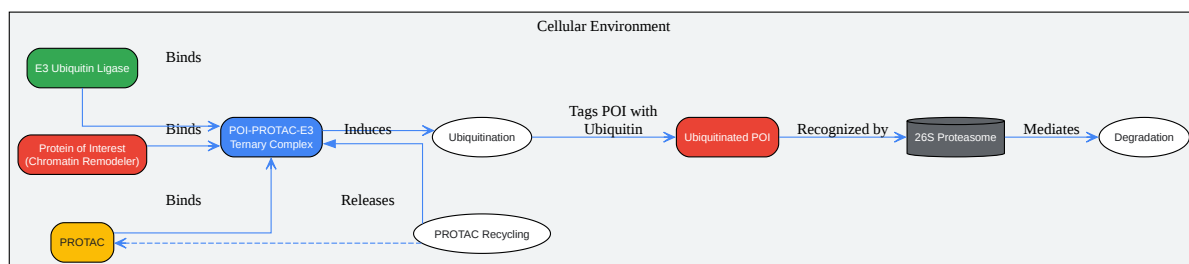 Cellular Environment
Binds
E3 Ubiquitin Ligase
Tags POI with
Ubiquitin
Binds
POI-PROTAC-E3
Ternary Complex
Induces
Ubiquitination
Ubiquitinated POI
Recognized by
26S Proteasome
Mediates
Degradation
Protein of Interest
(Chromatin Remodeler)
Binds
Releases
PROTAC
PROTAC Recycling